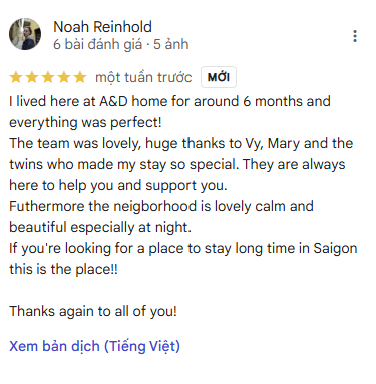 Noah Reinhold
6 bài đánh giá · 5 ảnh
một tuần trước MỚI
I lived here at A&D home for around 6 months and
everything was perfect!
The team was lovely, huge thanks to Vy, Mary and the
twins who made my stay so special. They are always
here to help you and support you.
Futhermore the neigborhood is lovely calm and
beautiful especially at night.
If you're looking for a place to stay long time in Saigon
this is the place!!
Thanks again to all of you!
Xem bản dịch (Tiếng Việt)